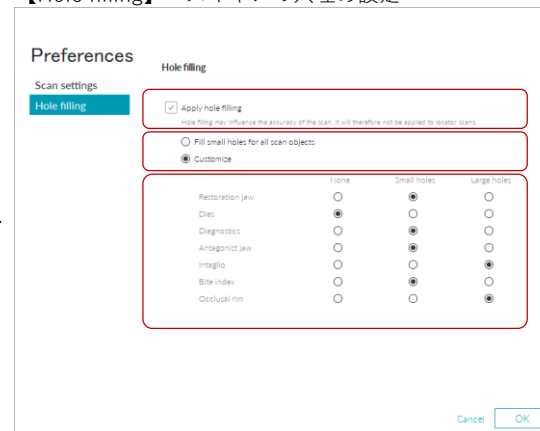 【Hole filling】
Preferences
Hole filling
Scan settings
Hole filling
Apply hole filling
Hole filling may influence the accuracy of the scan. It will therefore not be applied to locator scans.
Fill small holes for all scan objects
Customize
None Small holes Large holes
Restoration jaw
Dies
Diagnostics
Antagonist jaw
Intaglio
Bite index
Occlusal rim
Cancel OK